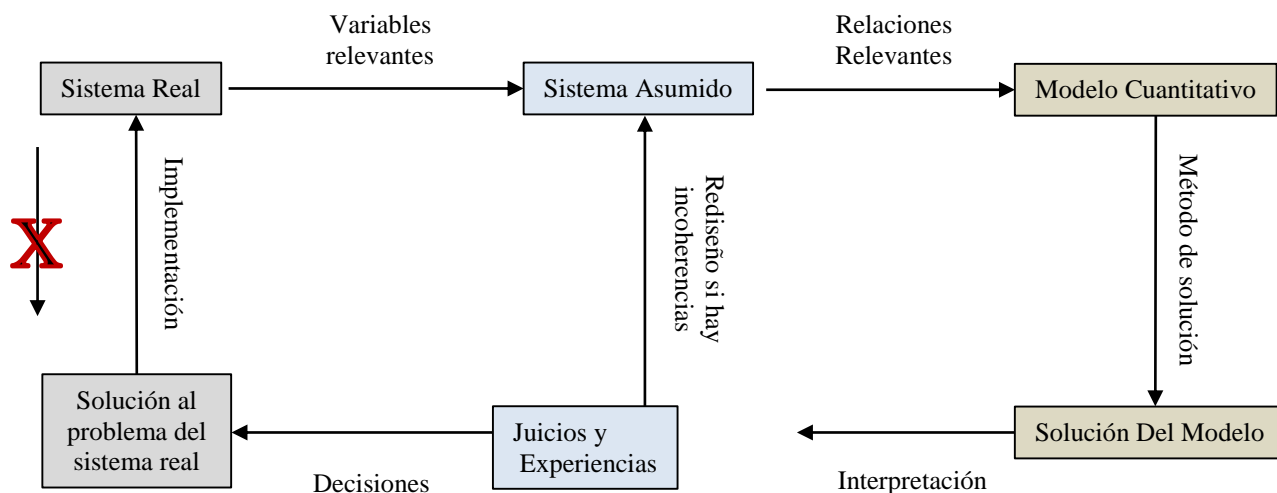 Variables
relevantes
Relaciones
Relevantes
Sistema Real
Sistema Asumido
Modelo Cuantitativo
Implementación
Rediseño si hay
incoherencias
Método de solución
X
Solución al
problema del
sistema real
Juicios y
Experiencias
Solución Del Modelo
Decisiones
Interpretación